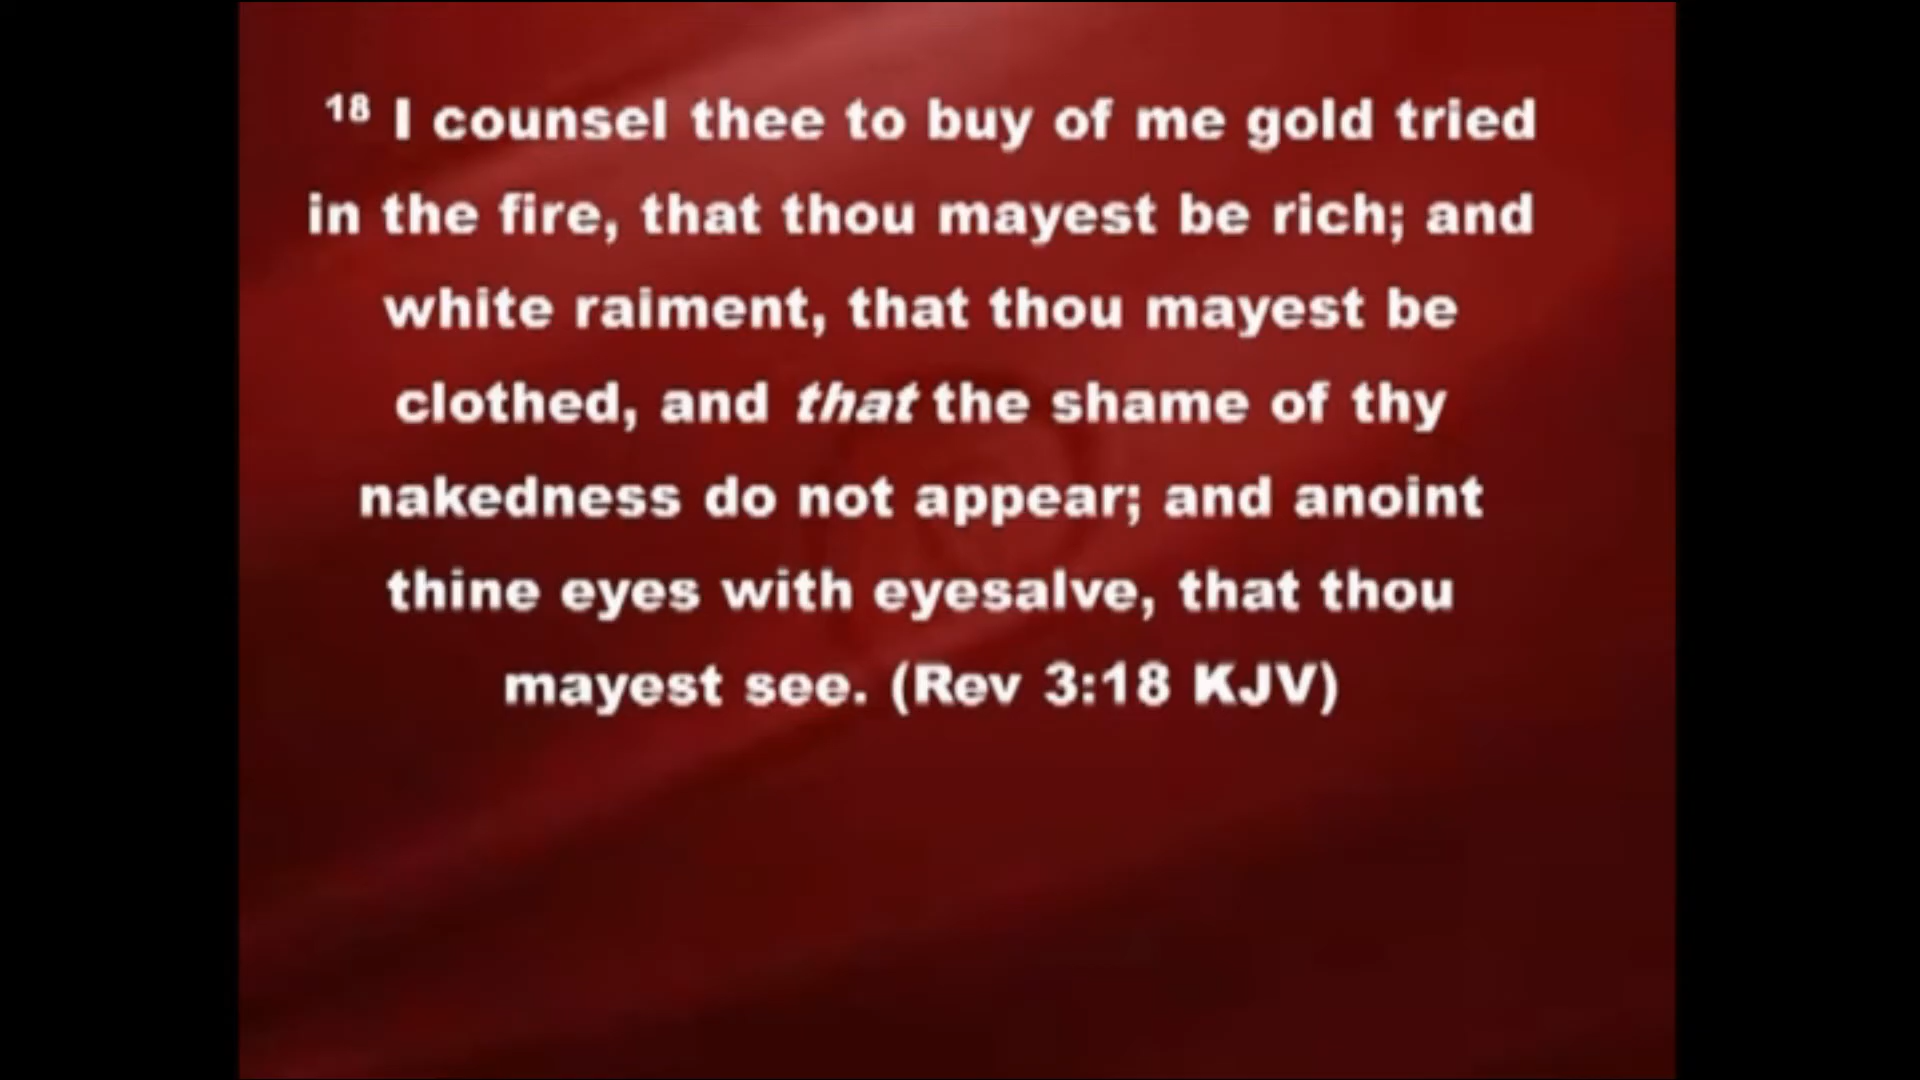 18 I counsel thee to buy of me gold tried
in the fire, that thou mayest be rich; and
white raiment, that thou mayest be
clothed, and that the shame of thy
nakedness do not appear; and anoint
thine eyes with eyesalve, that thou
mayest see. (Rev 3:18 KJV)